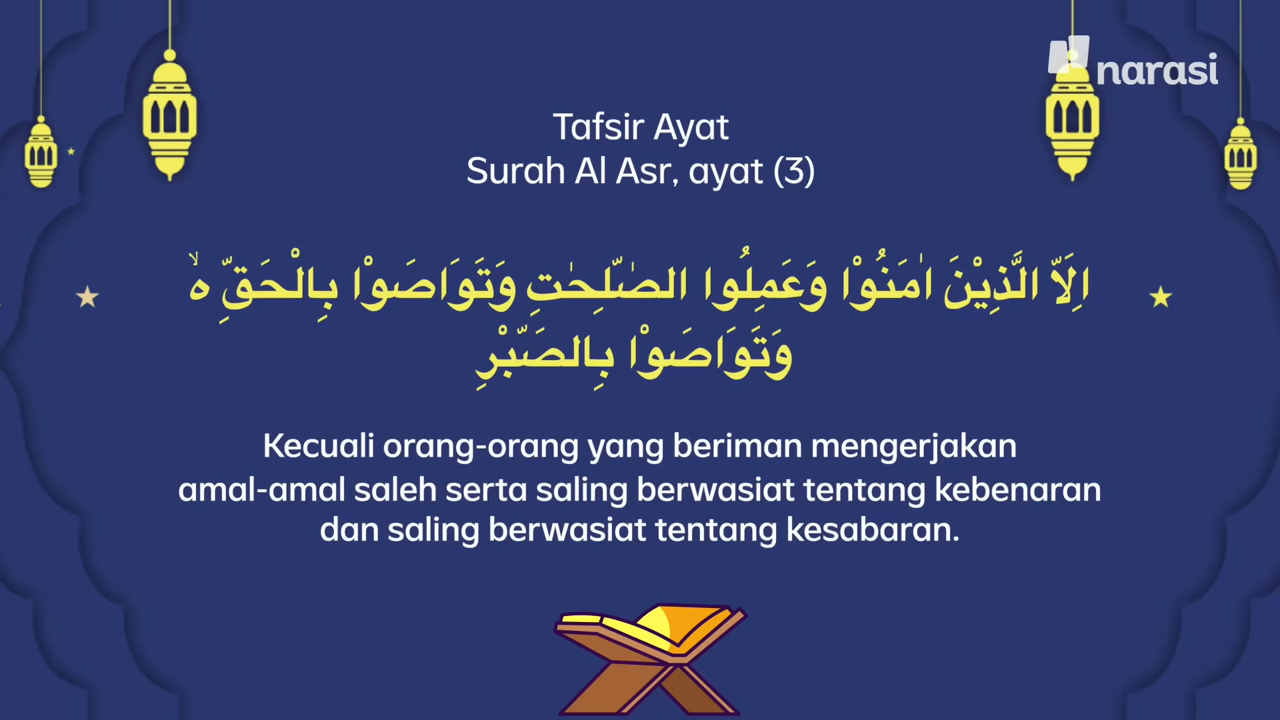 narasi
Tafsir Ayat
Surah Al Asr, ayat (3)
اِلَّا الَّذِيْنَ اٰمَنُوْا وَعَمِلُوا الصّٰلِحٰتِ وَتَوَاصَوْا بِالْحَقِّ ەۙ
وَتَوَاصَوْا بِالصَّبْرِ
Kecuali orang-orang yang beriman mengerjakan
amal-amal saleh serta saling berwasiat tentang kebenaran
dan saling berwasiat tentang kesabaran.